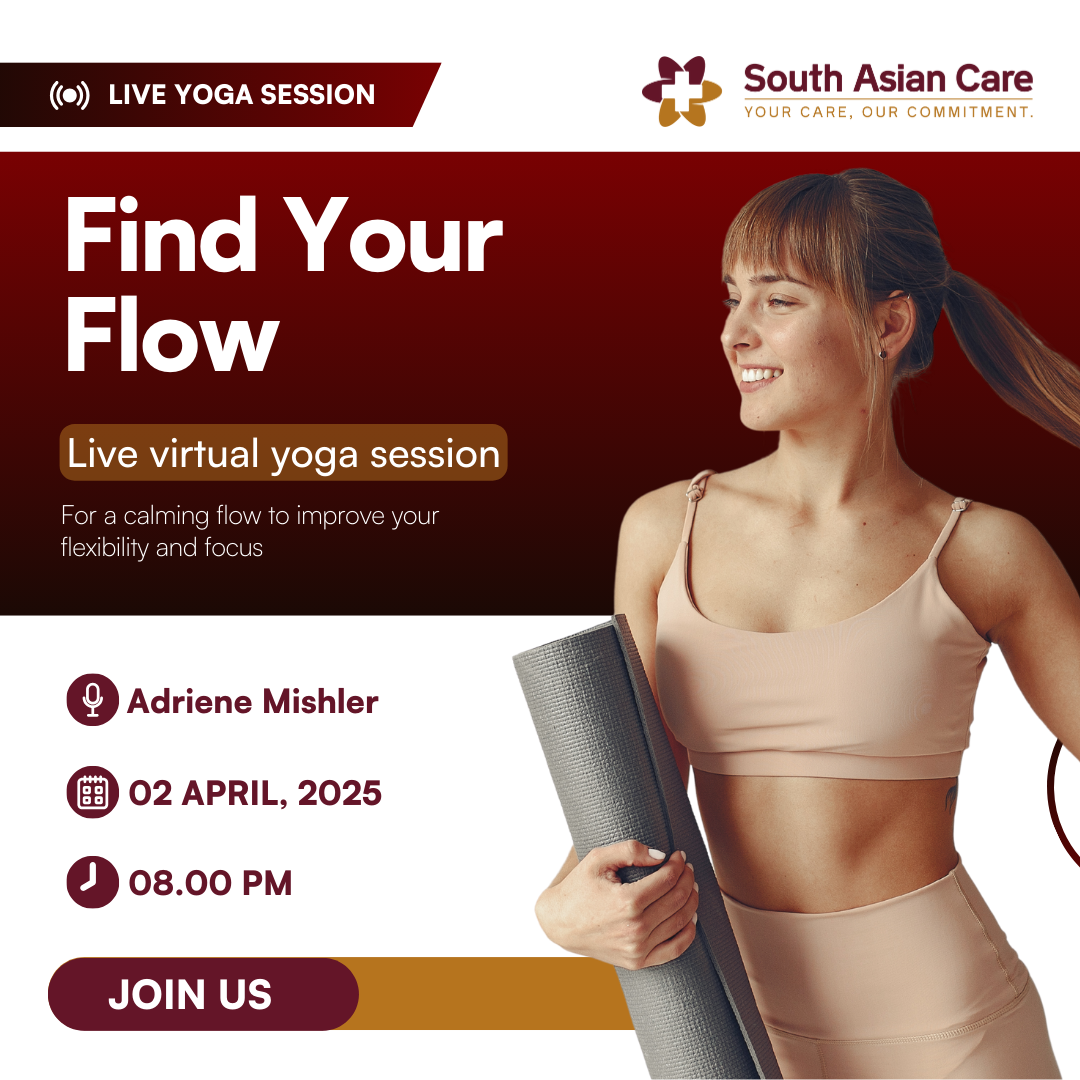 LIVE YOGA SESSION
South Asian Care
YOUR CARE, OUR COMMITMENT.
Find Your
Flow
Live virtual yoga session
For a calming flow to improve your
flexibility and focus
Adriene Mishler
02 APRIL, 2025
08.00 PM
JOIN US